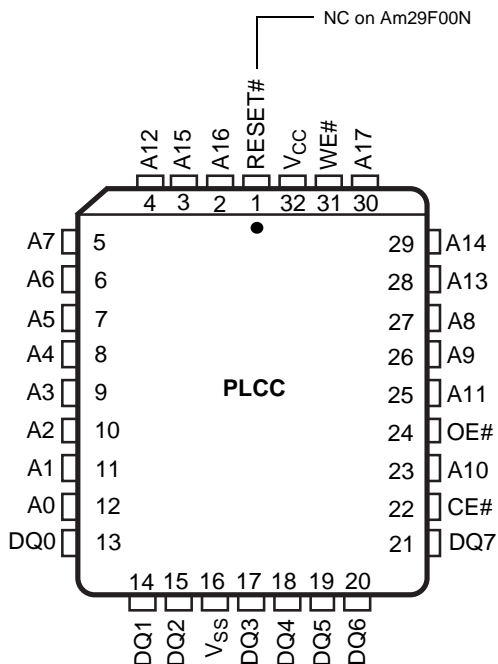 NC on Am29F00N
A12 A15 A16 RESET# VCC WE# A17
4 3 2 1 32 31 30
A7 5 29 A14
A6 6 28 A13
A5 7 27 A8
A4 8 26 A9
A3 9 PLCC 25 A11
A2 10 24 OE#
A1 11 23 A10
A0 12 22 CE#
DQ0 13 21 DQ7
14 15 16 17 18 19 20
DQ1 DQ2 VSS DQ3 DQ4 DQ5 DQ6